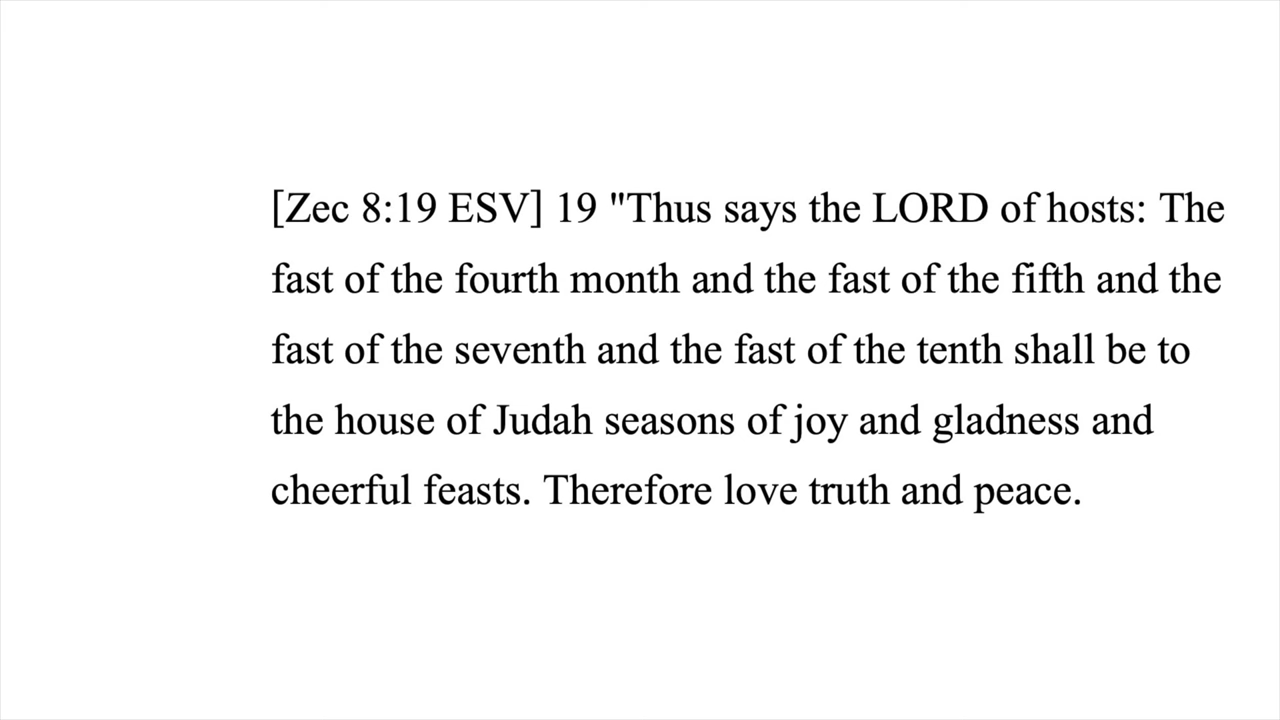 [Zec 8:19 ESV] 19 "Thus says the LORD of hosts: The
fast of the fourth month and the fast of the fifth and the
fast of the seventh and the fast of the tenth shall be to
the house of Judah seasons of joy and gladness and
cheerful feasts. Therefore love truth and peace.